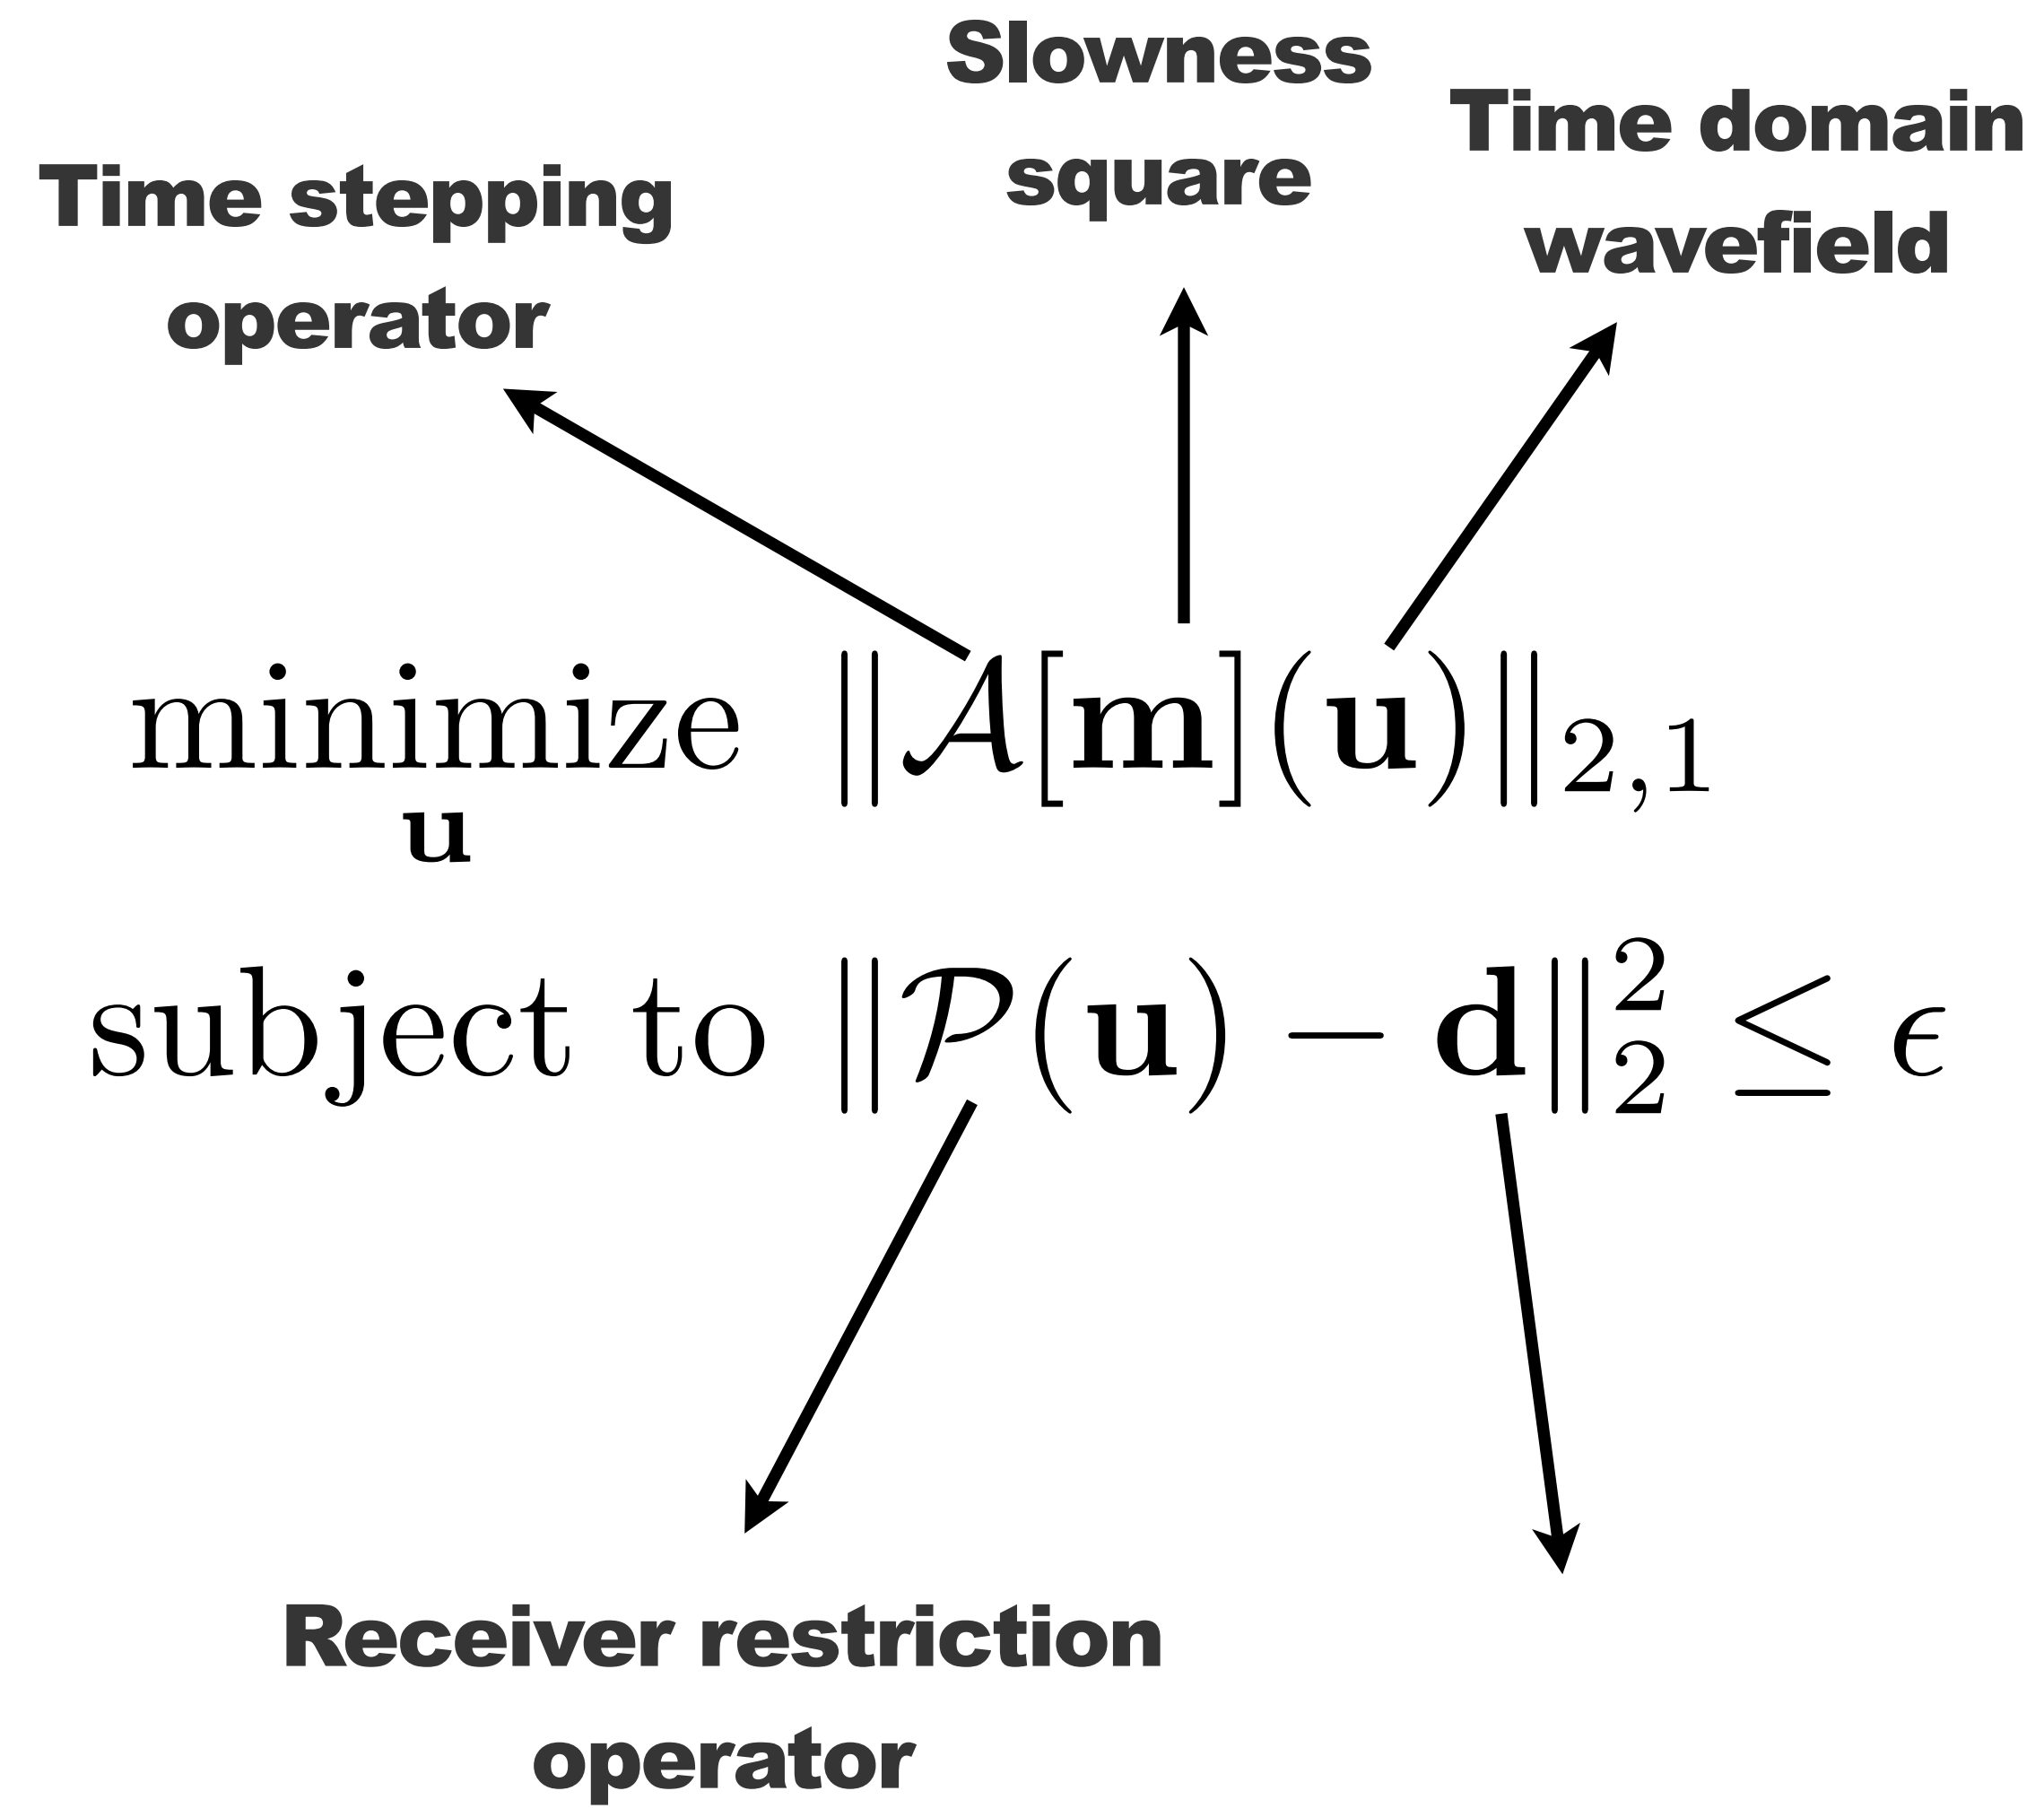 Slowness
square
Time domain
wavefield
Time stepping
operator
minimize ‖𝒜[𝐦](𝐮)‖₂,₁
𝐮
subject to ‖𝒫(𝐮) − 𝐝‖₂² ≤ ϵ
Receiver restriction
operator